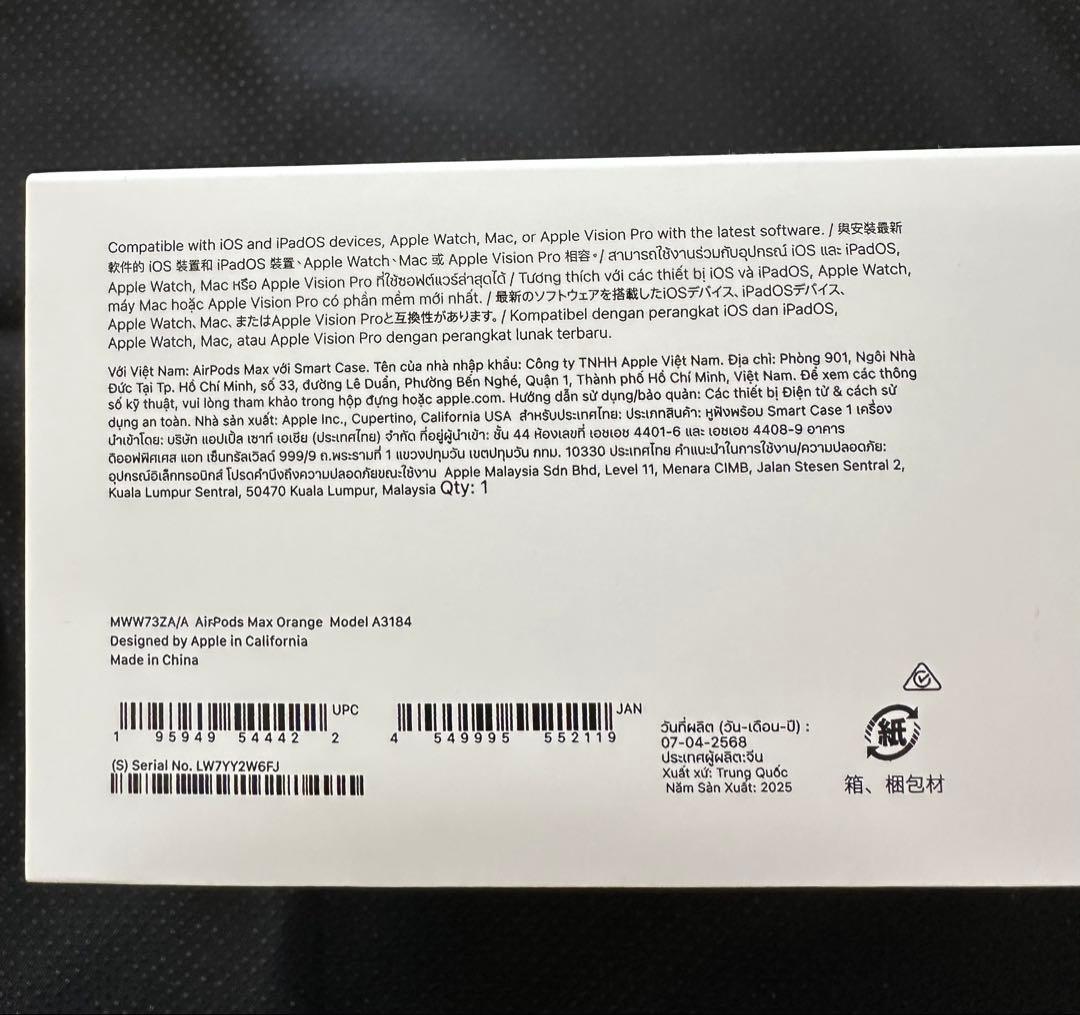 Compatible with iOS and iPadOS devices, Apple Watch, Mac, or Apple Vision Pro with the latest software. / 與安裝最新
軟件的 iOS 裝置和 iPadOS 裝置、Apple Watch、Mac 或 Apple Vision Pro 相容。/ สามารถใช้งานร่วมกับอุปกรณ์ iOS และ iPadOS,
Apple Watch, Mac หรือ Apple Vision Pro ที่ใช้ซอฟต์แวร์ล่าสุดได้ / Tương thích với các thiết bị iOS và iPadOS, Apple Watch,
máy Mac hoặc Apple Vision Pro có phần mềm mới nhất. / 最新のソフトウェアを搭載したiOSデバイス、iPadOSデバイス、
Apple Watch、Mac、またはApple Vision Proと互換性があります。/ Kompatibel dengan perangkat iOS dan iPadOS,
Apple Watch, Mac, atau Apple Vision Pro dengan perangkat lunak terbaru.
Với Việt Nam: AirPods Max với Smart Case. Tên của nhà nhập khẩu: Công ty TNHH Apple Việt Nam. Địa chỉ: Phòng 901, Ngôi Nhà
Đức Tại Tp. Hồ Chí Minh, số 33, đường Lê Duẩn, Phường Bến Nghé, Quận 1, Thành phố Hồ Chí Minh, Việt Nam. Để xem các thông
số kỹ thuật, vui lòng tham khảo trong hộp đựng hoặc apple.com. Hướng dẫn sử dụng/bảo quản: Các thiết bị Điện tử & cách sử
dụng an toàn. Nhà sản xuất: Apple Inc., Cupertino, California USA สำหรับประเทศไทย: ประเภทสินค้า: หูฟังพร้อม Smart Case 1 เครื่อง
นำเข้าโดย: บริษัท แอปเปิ้ล เซาท์ เอเชีย (ประเทศไทย) จำกัด ที่อยู่ผู้นำเข้า: ชั้น 44 ห้องเลขที่ เอชเอช 4401-6 และ เอชเอช 4408-9 อาคาร
ดิออฟฟิศเศส แอท เซ็นทรัลเวิลด์ 999/9 ถ.พระรามที่ 1 แขวงปทุมวัน เขตปทุมวัน กทม. 10330 ประเทศไทย คำแนะนำในการใช้งาน/ความปลอดภัย:
อุปกรณ์อิเล็กทรอนิกส์ โปรดคำนึงถึงความปลอดภัยขณะใช้งาน Apple Malaysia Sdn Bhd, Level 11, Menara CIMB, Jalan Stesen Sentral 2,
Kuala Lumpur Sentral, 50470 Kuala Lumpur, Malaysia Qty: 1
MWW73ZA/A AirPods Max Orange Model A3184
Designed by Apple in California
Made in China
UPC
1 95949 54442 2
JAN
4 549995 552119
(S) Serial No. LW7YY2W6FJ
วันที่ผลิต (วัน-เดือน-ปี) :
07-04-2568
ประเทศผู้ผลิต:จีน
Xuất xứ: Trung Quốc
Năm Sản Xuất: 2025
紙
箱、梱包材